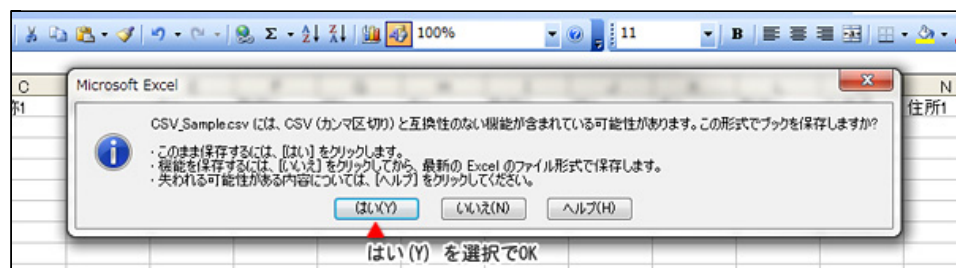 100%
11
B
C
N
Microsoft Excel
住所1
CSV_Sample.csv には、CSV (カンマ区切り) と互換性のない機能が含まれている可能性があります。この形式でブックを保存しますか?
・このまま保存するには、[はい] をクリックします。
・機能を保存するには、[いいえ] をクリックしてから、最新の Excel のファイル形式で保存します。
・失われる可能性がある内容については、[ヘルプ] をクリックしてください。
はい(Y)
いいえ(N)
ヘルプ(H)
はい(Y) を選択でOK